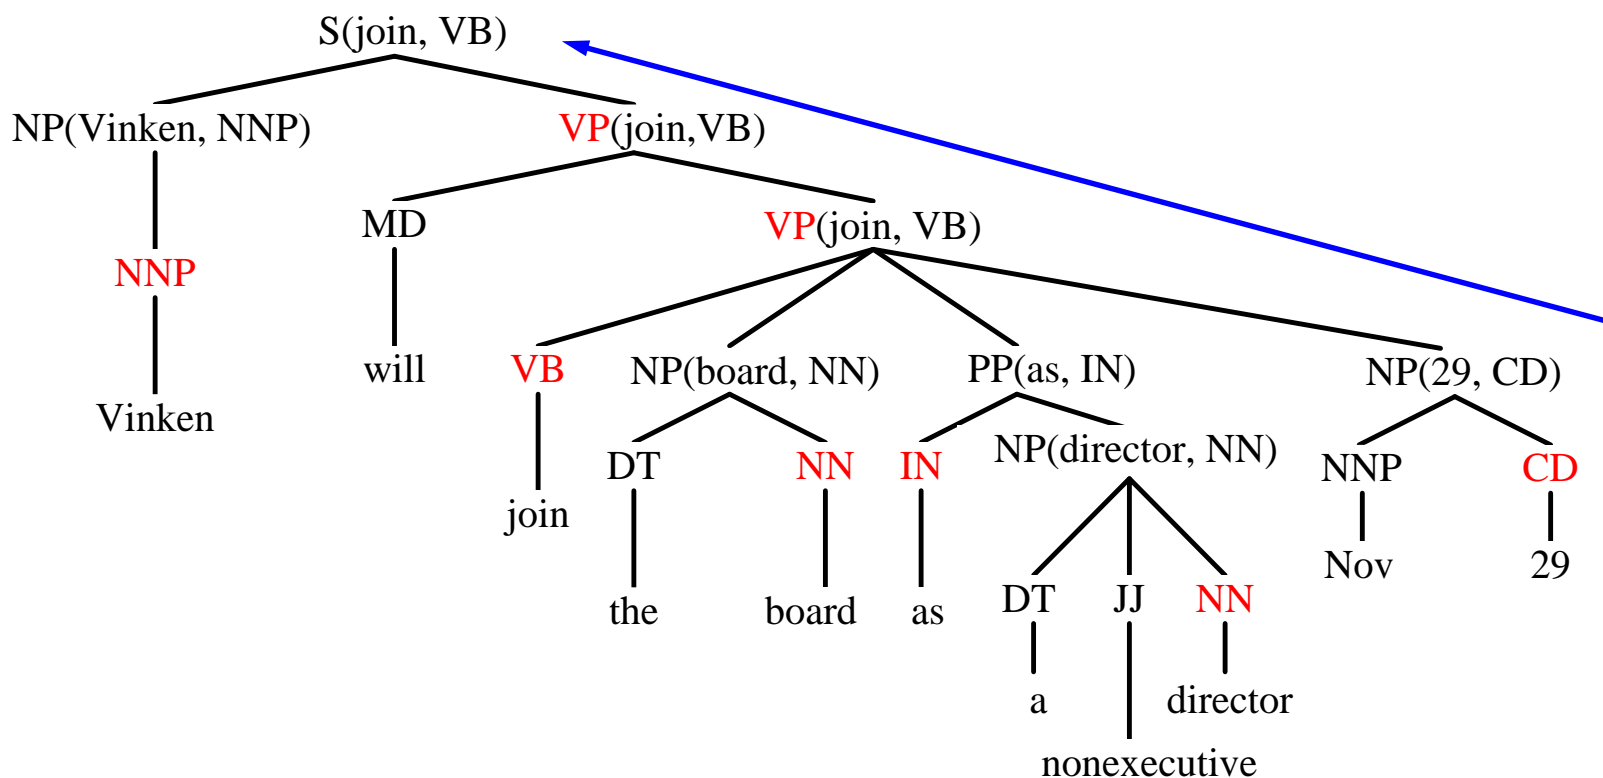 S(join, VB)
NP(Vinken, NNP) VP(join,VB)
MD VP(join, VB)
NNP
will VB NP(board, NN) PP(as, IN) NP(29, CD)
Vinken
DT NN IN NP(director, NN) NNP CD
join
Nov 29
the board as DT JJ NN
a director
nonexecutive